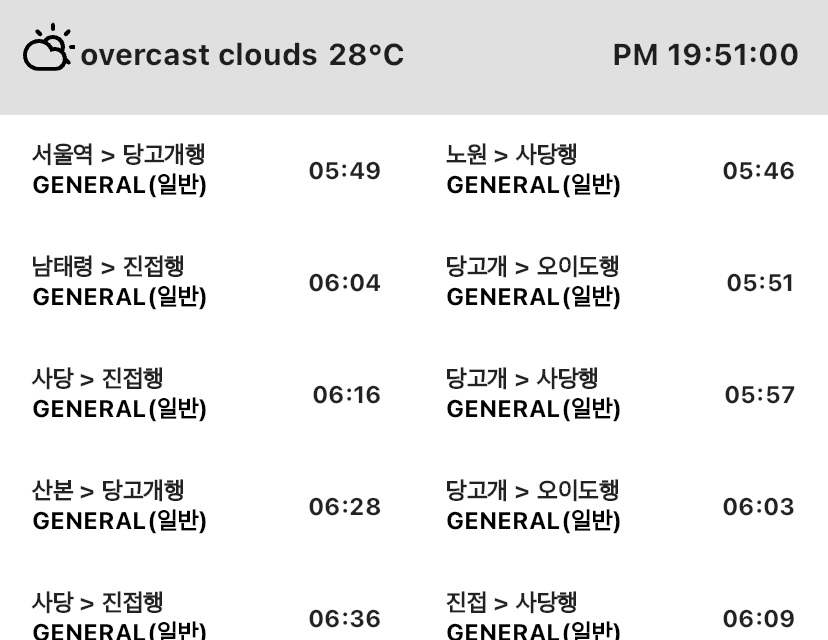 overcast clouds 28°C
PM 19:51:00
서울역 > 당고개행
GENERAL(일반)
05:49
노원 > 사당행
GENERAL(일반)
05:46
남태령 > 진접행
GENERAL(일반)
06:04
당고개 > 오이도행
GENERAL(일반)
05:51
사당 > 진접행
GENERAL(일반)
06:16
당고개 > 사당행
GENERAL(일반)
05:57
산본 > 당고개행
GENERAL(일반)
06:28
당고개 > 오이도행
GENERAL(일반)
06:03
사당 > 진접행
GENERAL(일반)
06:36
진접 > 사당행
GENERAL(일반)
06:09